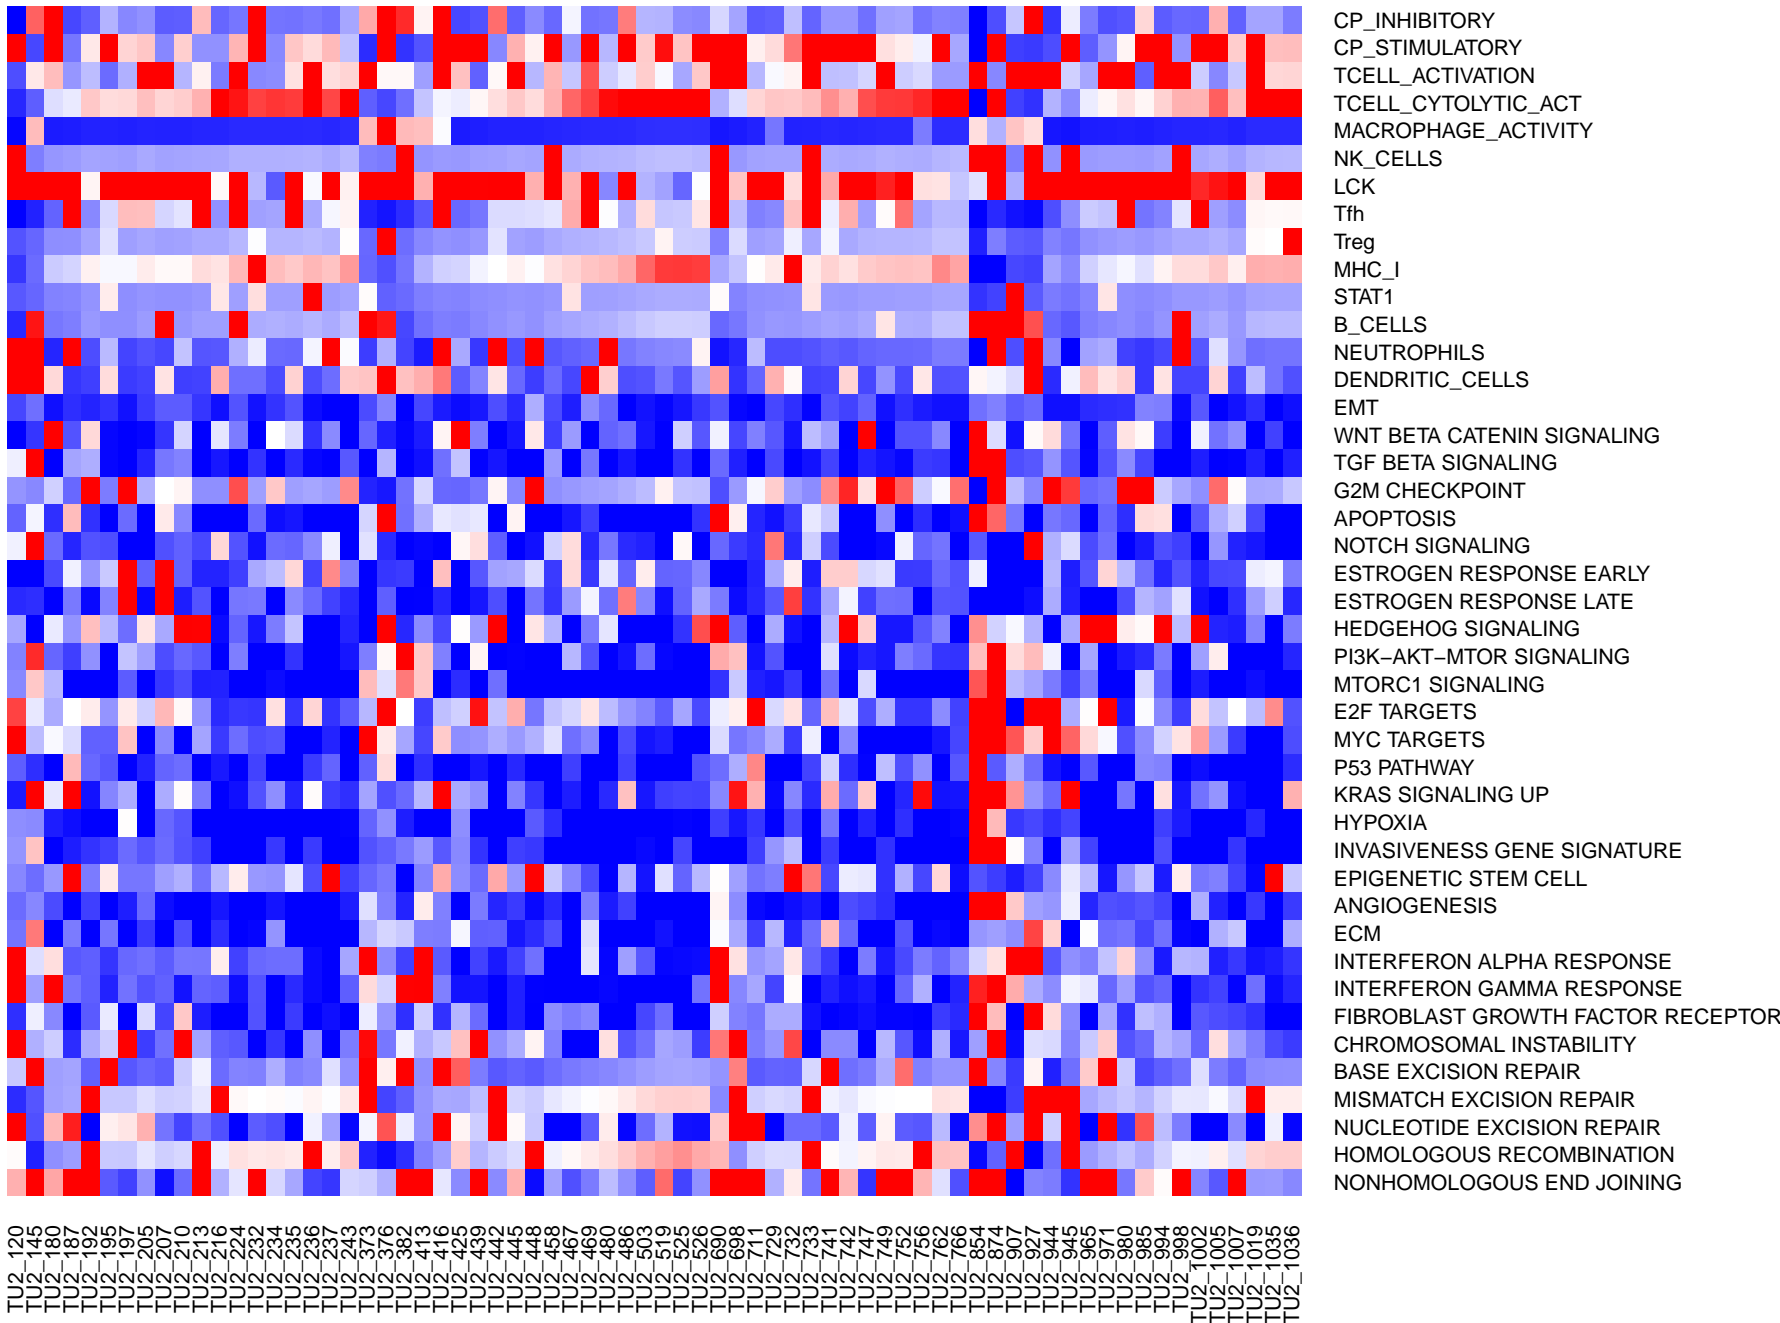 CP_INHIBITORY
CP_STIMULATORY
TCELL_ACTIVATION
TCELL_CYTOLYTIC_ACT
MACROPHAGE_ACTIVITY
NK_CELLS
LCK
Tfh
Treg
MHC_I
STAT1
B_CELLS
NEUTROPHILS
DENDRITIC_CELLS
EMT
WNT BETA CATENIN SIGNALING
TGF BETA SIGNALING
G2M CHECKPOINT
APOPTOSIS
NOTCH SIGNALING
ESTROGEN RESPONSE EARLY
ESTROGEN RESPONSE LATE
HEDGEHOG SIGNALING
PI3K−AKT−MTOR SIGNALING
MTORC1 SIGNALING
E2F TARGETS
MYC TARGETS
P53 PATHWAY
KRAS SIGNALING UP
HYPOXIA
INVASIVENESS GENE SIGNATURE
EPIGENETIC STEM CELL
ANGIOGENESIS
ECM
INTERFERON ALPHA RESPONSE
INTERFERON GAMMA RESPONSE
FIBROBLAST GROWTH FACTOR RECEPTOR
CHROMOSOMAL INSTABILITY
BASE EXCISION REPAIR
MISMATCH EXCISION REPAIR
NUCLEOTIDE EXCISION REPAIR
HOMOLOGOUS RECOMBINATION
NONHOMOLOGOUS END JOINING
TU2_120
TU2_145
TU2_180
TU2_187
TU2_192
TU2_195
TU2_197
TU2_205
TU2_207
TU2_210
TU2_213
TU2_216
TU2_224
TU2_232
TU2_234
TU2_235
TU2_236
TU2_237
TU2_243
TU2_373
TU2_376
TU2_382
TU2_413
TU2_416
TU2_425
TU2_439
TU2_442
TU2_445
TU2_448
TU2_458
TU2_467
TU2_469
TU2_480
TU2_486
TU2_503
TU2_519
TU2_525
TU2_526
TU2_690
TU2_698
TU2_711
TU2_729
TU2_732
TU2_733
TU2_741
TU2_742
TU2_747
TU2_749
TU2_752
TU2_756
TU2_762
TU2_766
TU2_854
TU2_874
TU2_907
TU2_927
TU2_944
TU2_945
TU2_965
TU2_971
TU2_980
TU2_985
TU2_994
TU2_998
TU2_1002
TU2_1005
TU2_1007
TU2_1019
TU2_1035
TU2_1036